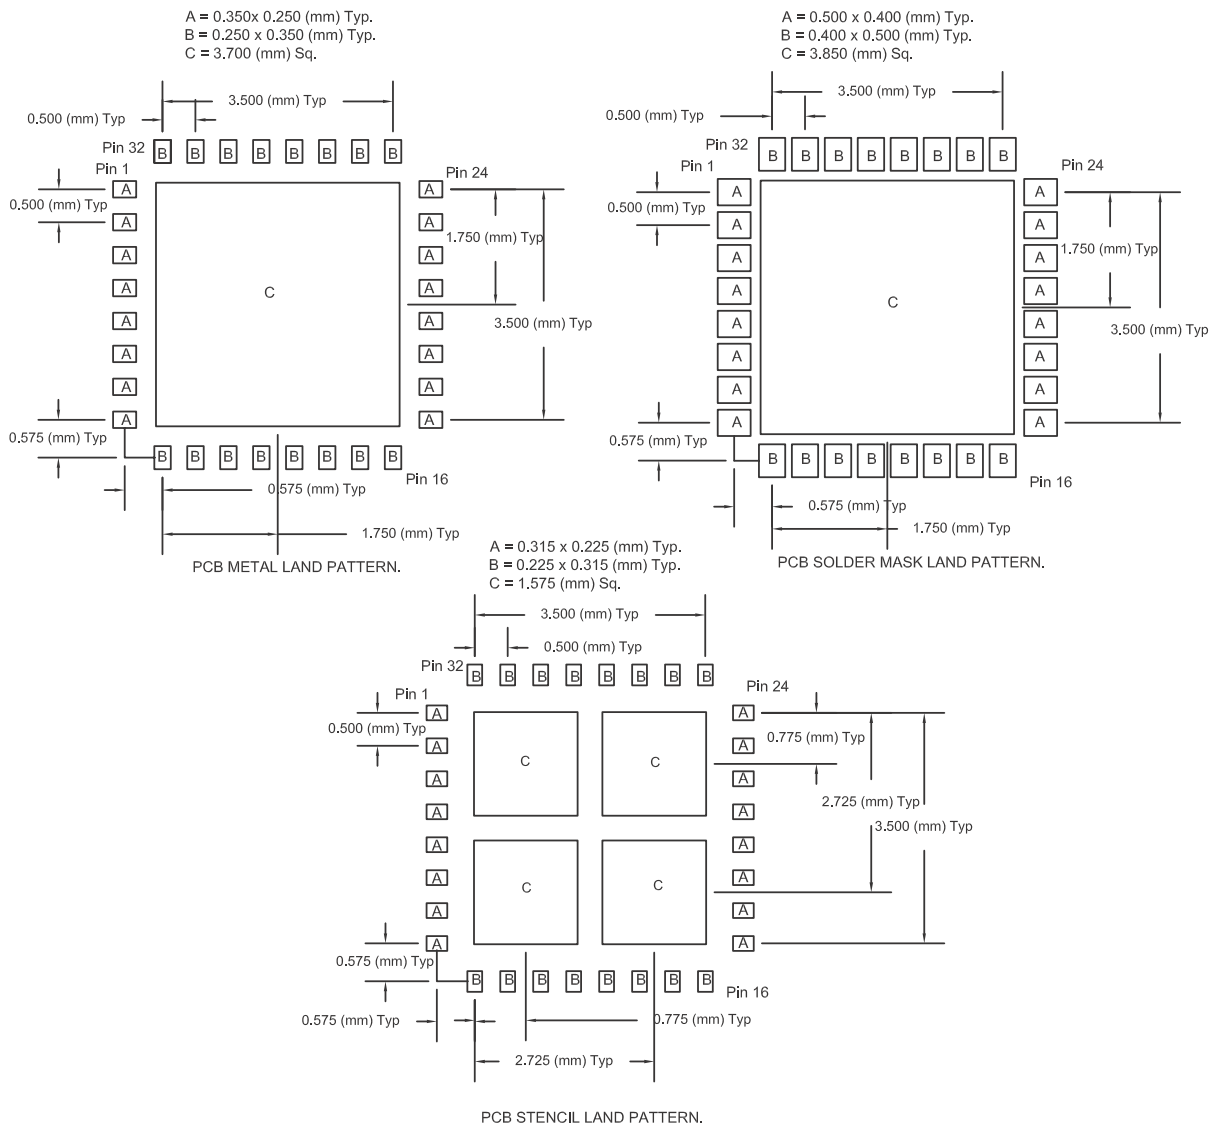 A = 0.350x 0.250 (mm) Typ.
B = 0.250 x 0.350 (mm) Typ.
C = 3.700 (mm) Sq.
3.500 (mm) Typ
0.500 (mm) Typ
Pin 32
B B B B B B B B
Pin 1
Pin 24
A
A
A
A
A
A
A
A
0.500 (mm) Typ
C
A
A
A
A
A
A
A
A
1.750 (mm) Typ
3.500 (mm) Typ
0.575 (mm) Typ
B B B B B B B B
Pin 16
0.575 (mm) Typ
1.750 (mm) Typ
PCB METAL LAND PATTERN.
A = 0.500 x 0.400 (mm) Typ.
B = 0.400 x 0.500 (mm) Typ.
C = 3.850 (mm) Sq.
3.500 (mm) Typ
0.500 (mm) Typ
Pin 32
B B B B B B B B
Pin 1
Pin 24
A
A
A
A
A
A
A
A
0.500 (mm) Typ
C
A
A
A
A
A
A
A
A
1.750 (mm) Typ
3.500 (mm) Typ
0.575 (mm) Typ
B B B B B B B B
Pin 16
0.575 (mm) Typ
1.750 (mm) Typ
PCB SOLDER MASK LAND PATTERN.
A = 0.315 x 0.225 (mm) Typ.
B = 0.225 x 0.315 (mm) Typ.
C = 1.575 (mm) Sq.
3.500 (mm) Typ
0.500 (mm) Typ
Pin 32
B B B B B B B B
Pin 1
Pin 24
A
A
A
A
A
A
A
A
0.500 (mm) Typ
C C
C C
A
A
A
A
A
A
A
A
0.775 (mm) Typ
2.725 (mm) Typ
3.500 (mm) Typ
0.575 (mm) Typ
B B B B B B B B
Pin 16
0.575 (mm) Typ
0.775 (mm) Typ
2.725 (mm) Typ
PCB STENCIL LAND PATTERN.